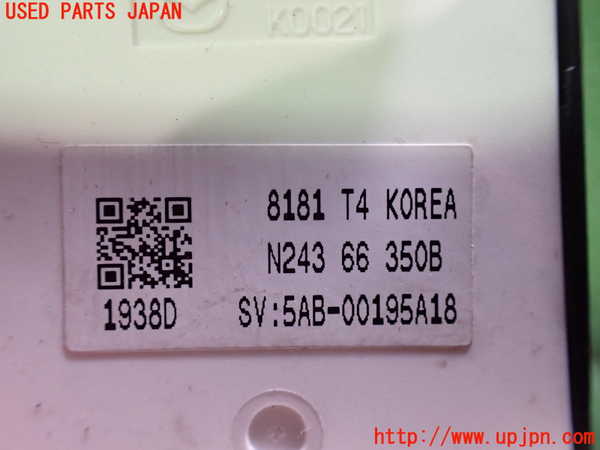 USED PARTS JAPAN
K0021
8181 T4 KOREA
N243 66 350B
1938D
SV:5AB-00195A18
http://www.upjpn.com/